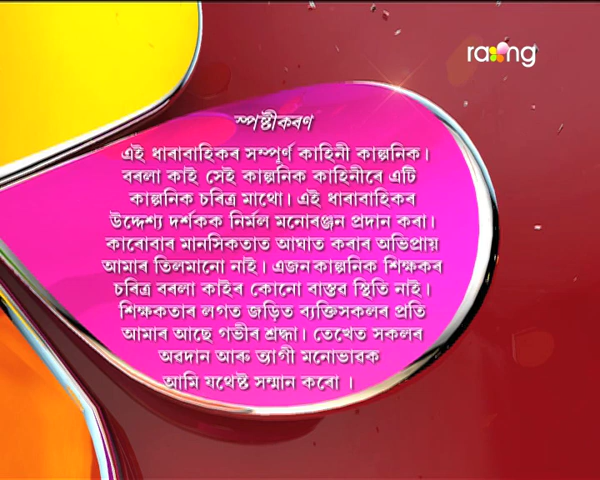 rang
স্পষ্টীকৰণ
এই ধাৰাবাহিকৰ সম্পূৰ্ণ কাহিনী কাল্পনিক।
বৰলা কাই সেই কাল্পনিক কাহিনীৰে এটি
কাল্পনিক চৰিত্ৰ মাথো। এই ধাৰাবাহিকৰ
উদ্দেশ্য দৰ্শকক নিৰ্মল মনোৰঞ্জন প্ৰদান কৰা।
কাৰোবাৰ মানসিকতাত আঘাত কৰাৰ অভিপ্ৰায়
আমাৰ তিলমানো নাই। এজন কাল্পনিক শিক্ষকৰ
চৰিত্ৰ বৰলা কাইৰ কোনো বাস্তৱ স্থিতি নাই।
শিক্ষকতাৰ লগত জড়িত ব্যক্তিসকলৰ প্ৰতি
আমাৰ আছে গভীৰ শ্ৰদ্ধা। তেখেত সকলৰ
অৱদান আৰু ত্যাগী মনোভাৱক
আমি যথেষ্ট সন্মান কৰো ।